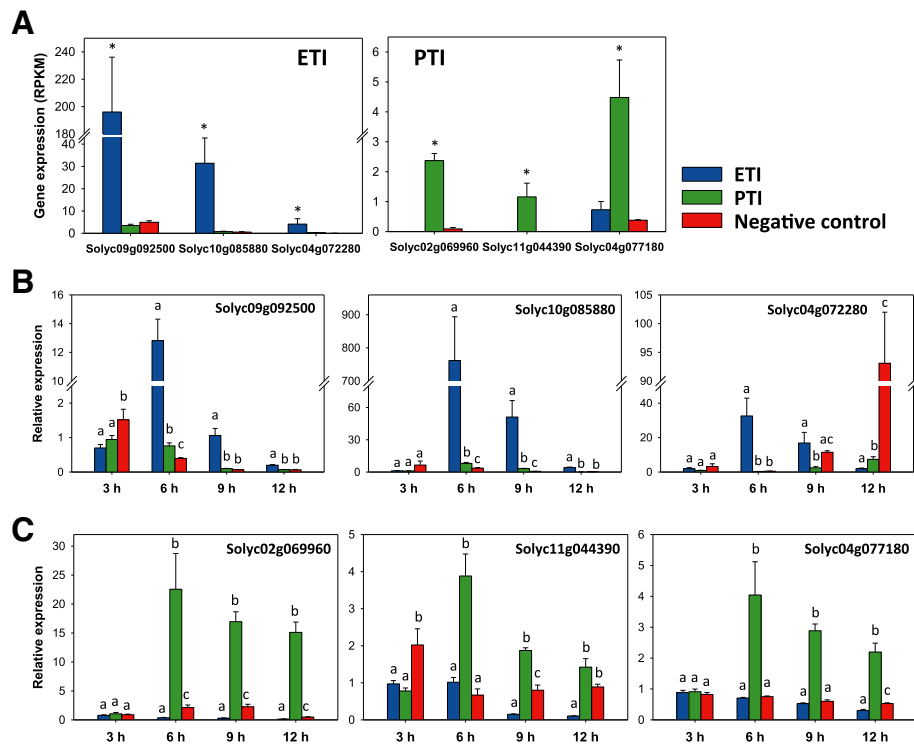 A
ETI
PTI
Gene expression (RPKM)
240
220
200
180
40
30
20
10
0
* * *
Solyc09g092500 Solyc10g085880 Solyc04g072280
6
5
4
3
2
1
0
* * *
Solyc02g069960 Solyc11g044390 Solyc04g077180
ETI
PTI
Negative control
B
Relative expression
Solyc09g092500
16
14
12
10
2
1
0
a a b a b c a b b a b b
3 h 6 h 9 h 12 h
Solyc10g085880
900
800
700
60
30
0
a a a a b c a b c a b b
3 h 6 h 9 h 12 h
Solyc04g072280
105
100
95
90
40
20
0
a a a a b b a b ac a b c
3 h 6 h 9 h 12 h
C
Relative expression
Solyc02g069960
30
25
20
15
10
5
0
a a a a b c a b c a b c
3 h 6 h 9 h 12 h
Solyc11g044390
5
4
3
2
1
0
a a b a b a a b c a b b
3 h 6 h 9 h 12 h
Solyc04g077180
6
5
4
3
2
1
0
a a a a b a a b a a b c
3 h 6 h 9 h 12 h